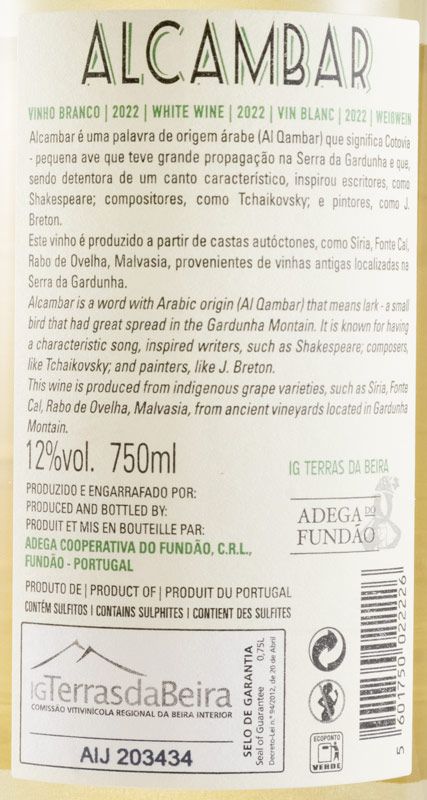 ALCAMBAR
VINHO BRANCO | 2022 | WHITE WINE | 2022 | VIN BLANC | 2022 | WEIßWEIN
Alcambar é uma palavra de origem árabe (Al Qambar) que significa Cotovia
- pequena ave que teve grande propagação na Serra da Gardunha e que,
sendo detentora de um canto característico, inspirou escritores, como
Shakespeare; compositores, como Tchaikovsky; e pintores, como J.
Breton.
Este vinho é produzido a partir de castas autóctones, como Síria, Fonte Cal,
Rabo de Ovelha, Malvasia, provenientes de vinhas antigas localizadas na
Serra da Gardunha.
Alcambar is a word with Arabic origin (Al Qambar) that means lark - a small
bird that had great spread in the Gardunha Montain. It is known for having
a characteristic song, inspired writers, such as Shakespeare; composers,
like Tchaikovsky; and painters, like J. Breton.
This wine is produced from indigenous grape varieties, such as Síria, Fonte
Cal, Rabo de Ovelha, Malvasia, from ancient vineyards located in Gardunha
Montain.
12%vol. 750ml
IG TERRAS DA BEIRA
PRODUZIDO E ENGARRAFADO POR:
PRODUCED AND BOTTLED BY:
PRODUIT ET MIS EN BOUTEILLE PAR:
ADEGA COOPERATIVA DO FUNDÃO, C.R.L.,
FUNDÃO - PORTUGAL
ADEGA DO
FUNDÃO
PRODUTO DE | PRODUCT OF | PRODUIT DU PORTUGAL
CONTÉM SULFITOS | CONTAINS SULPHITES | CONTIENT DES SULFITES
IGTerrasdaBeira
COMISSÃO VITIVINÍCOLA REGIONAL DA BEIRA INTERIOR
AIJ 203434
SELO DE GARANTIA
Seal of Guarantee 0,75L
Decreto-Lei n.º 94/2012, de 20 de Abril
ECOPONTO
VERDE
5 601750 022226